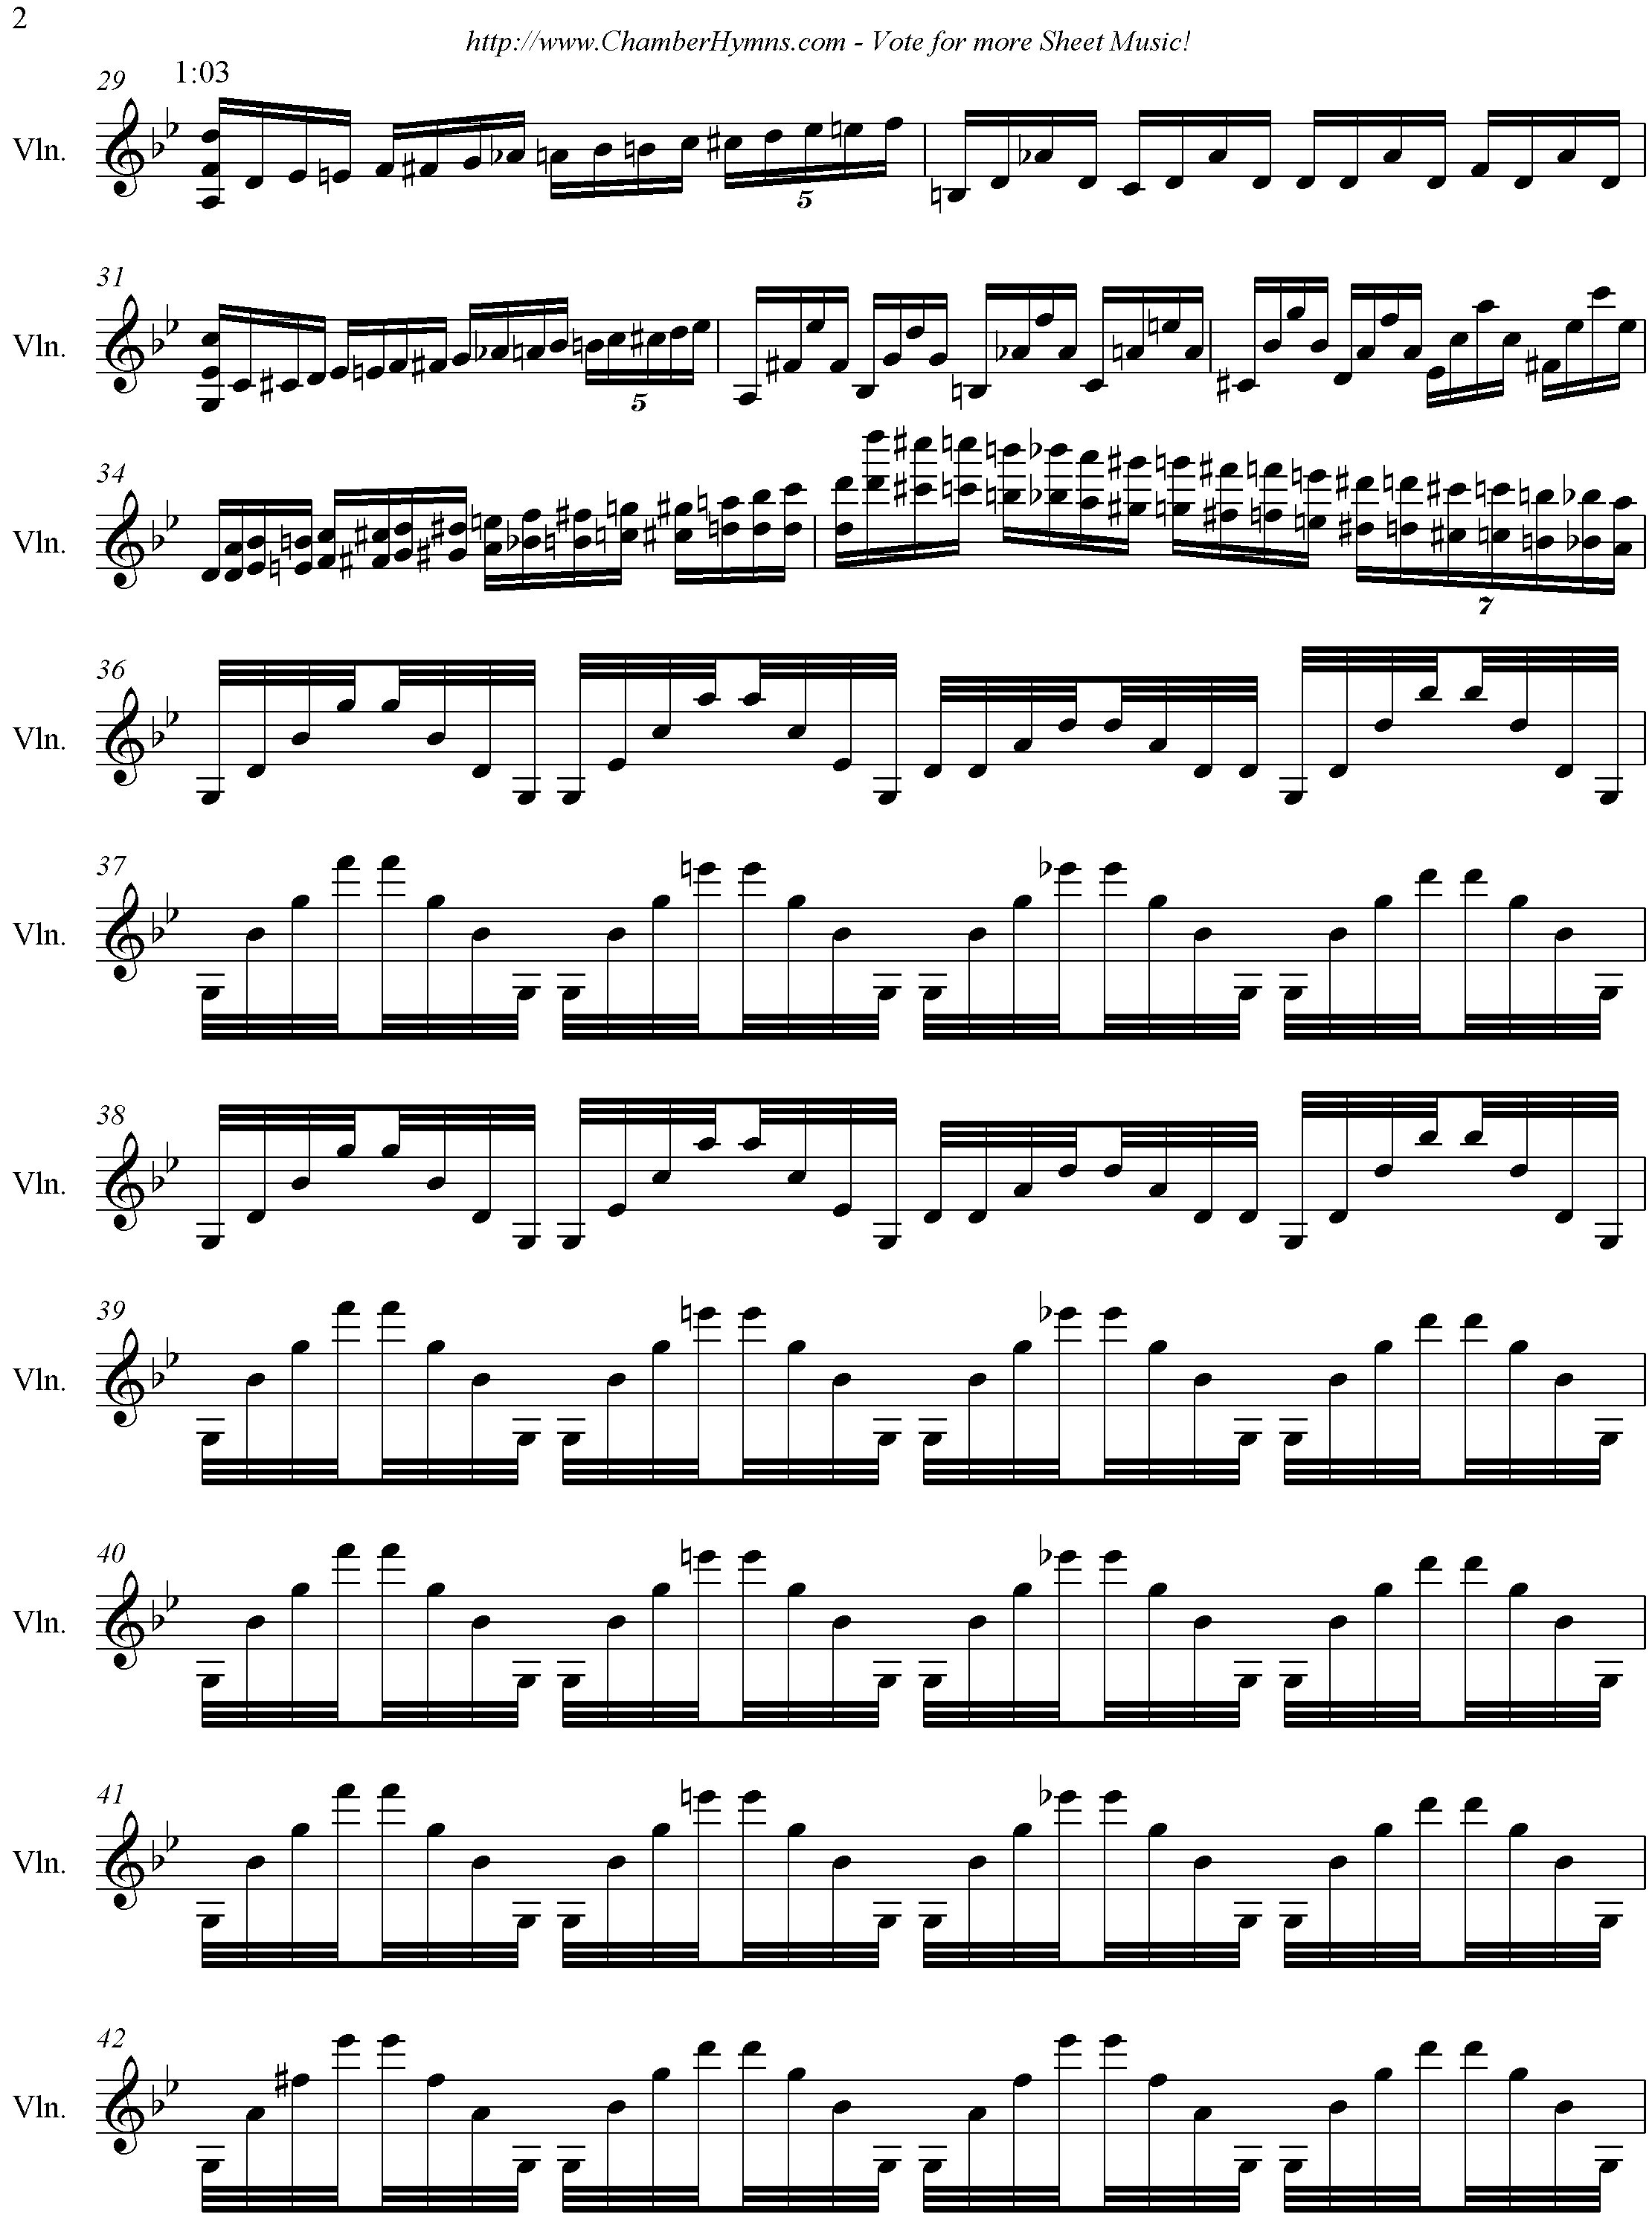 2
http://www.ChamberHymns.com - Vote for more Sheet Music!
29 1:03
Vln.
5
31
Vln.
5
34
Vln.
7
36
Vln.
37
Vln.
38
Vln.
39
Vln.
40
Vln.
41
Vln.
42
Vln.